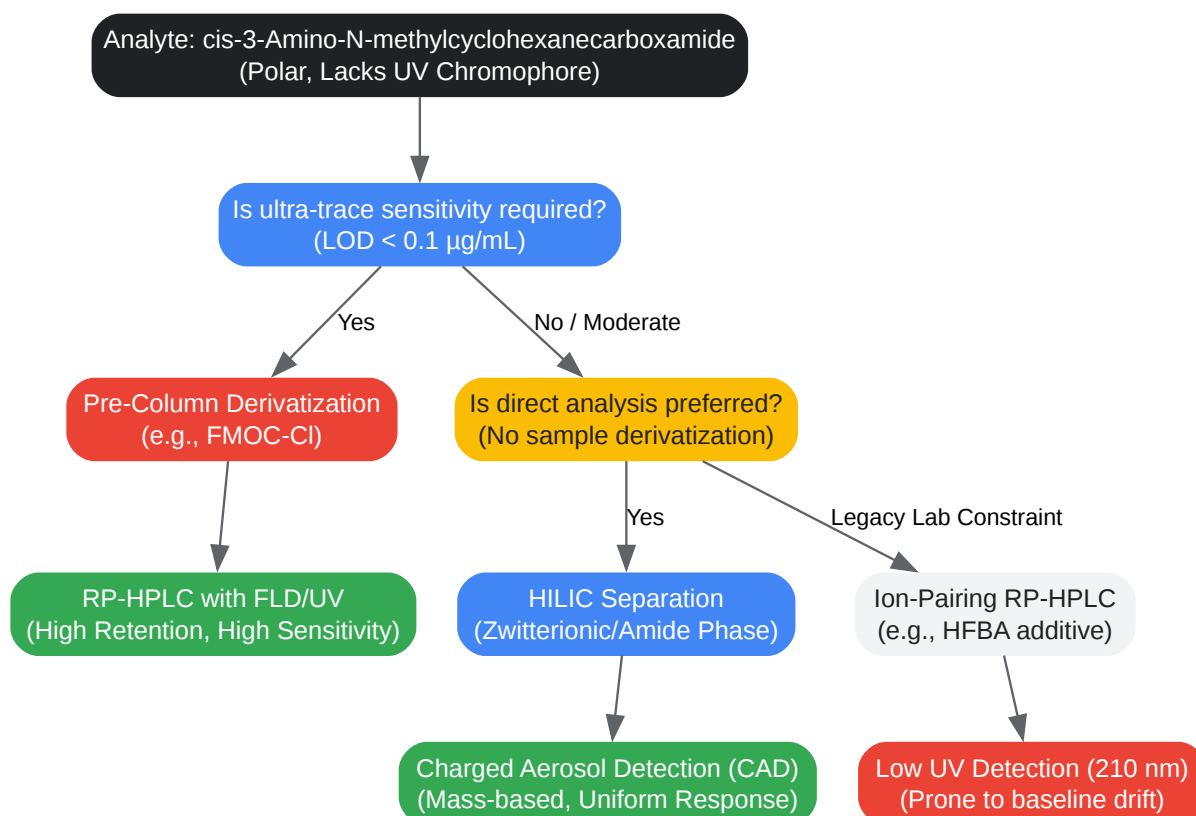 Analyte: cis-3-Amino-N-methylcyclohexanecarboxamide
(Polar, Lacks UV Chromophore)
Is ultra-trace sensitivity required?
(LOD < 0.1 µg/mL)
Yes
No / Moderate
Pre-Column Derivatization
(e.g., FMOC-Cl)
Is direct analysis preferred?
(No sample derivatization)
Yes
Legacy Lab Constraint
RP-HPLC with FLD/UV
(High Retention, High Sensitivity)
HILIC Separation
(Zwitterionic/Amide Phase)
Ion-Pairing RP-HPLC
(e.g., HFBA additive)
Charged Aerosol Detection (CAD)
(Mass-based, Uniform Response)
Low UV Detection (210 nm)
(Prone to baseline drift)